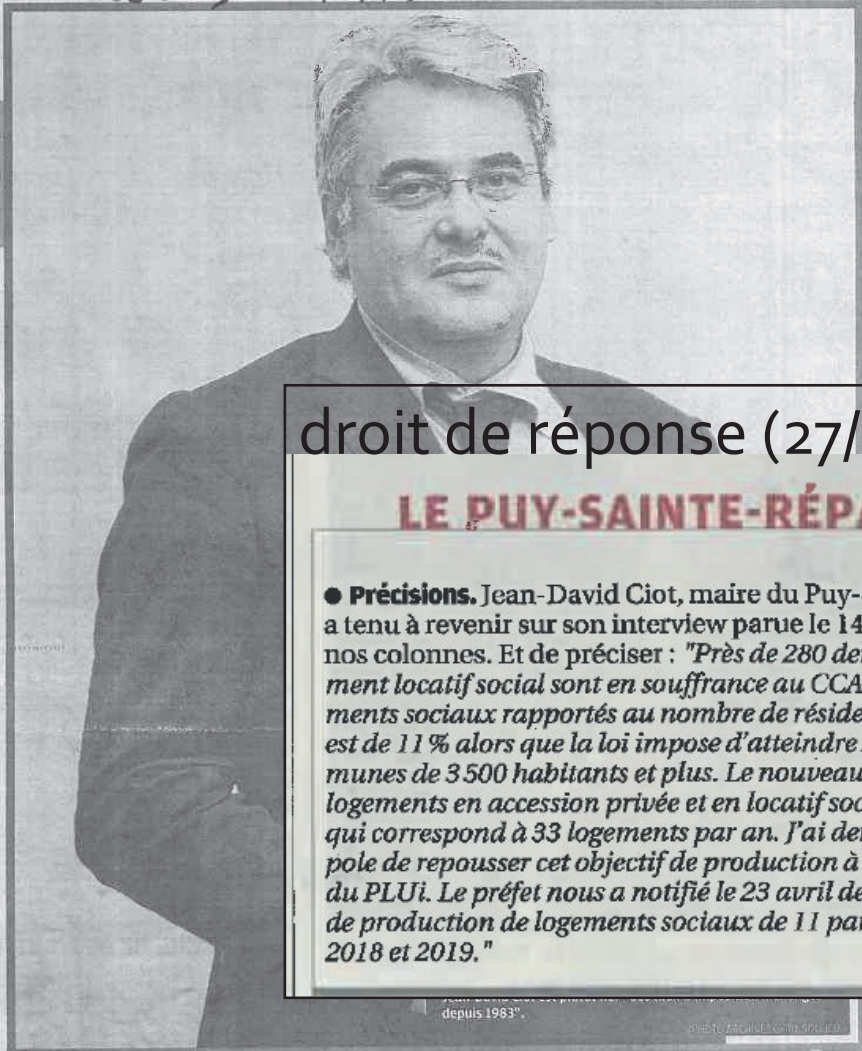 droit de réponse (27/
LE PUY-SAINTE-RÉPA
● Précisions. Jean-David Ciot, maire du Puy-
a tenu à revenir sur son interview parue le 14
nos colonnes. Et de préciser : "Près de 280 de
ment locatif social sont en souffrance au CCA
ments sociaux rapportés au nombre de réside
est de 11 % alors que la loi impose d'atteindre
munes de 3 500 habitants et plus. Le nouveau
logements en accession privée et en locatif soc
qui correspond à 33 logements par an. J'ai de
pole de repousser cet objectif de production à
du PLUi. Le préfet nous a notifié le 23 avril de
de production de logements sociaux de 11 par
2018 et 2019."
depuis 1983".